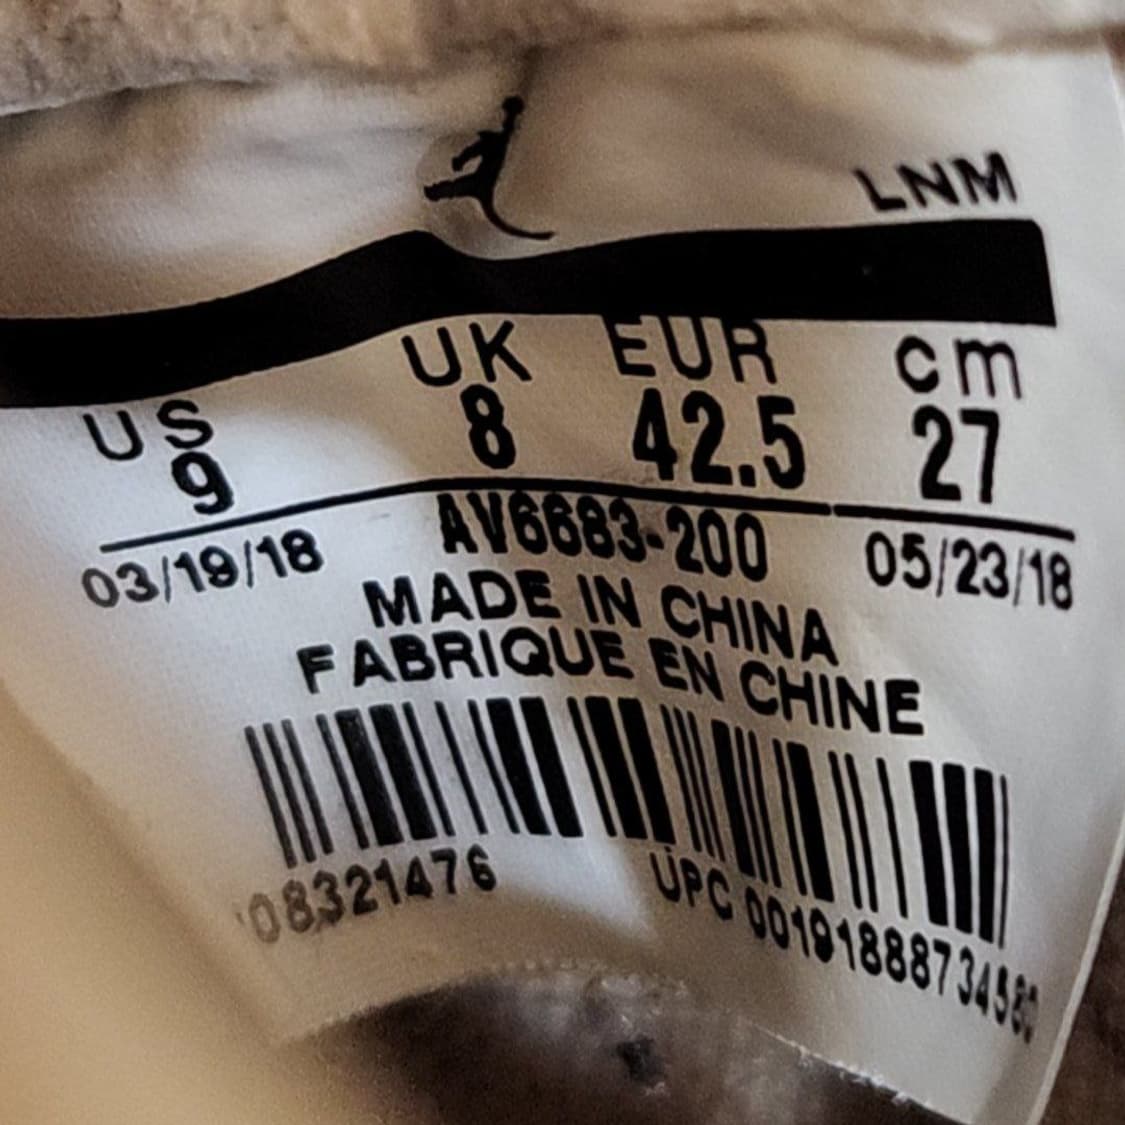 LNM
US UK EUR cm
9 8 42.5 27
03/19/18 AV6683-200 05/23/18
MADE IN CHINA
FABRIQUE EN CHINE
08321476 UPC